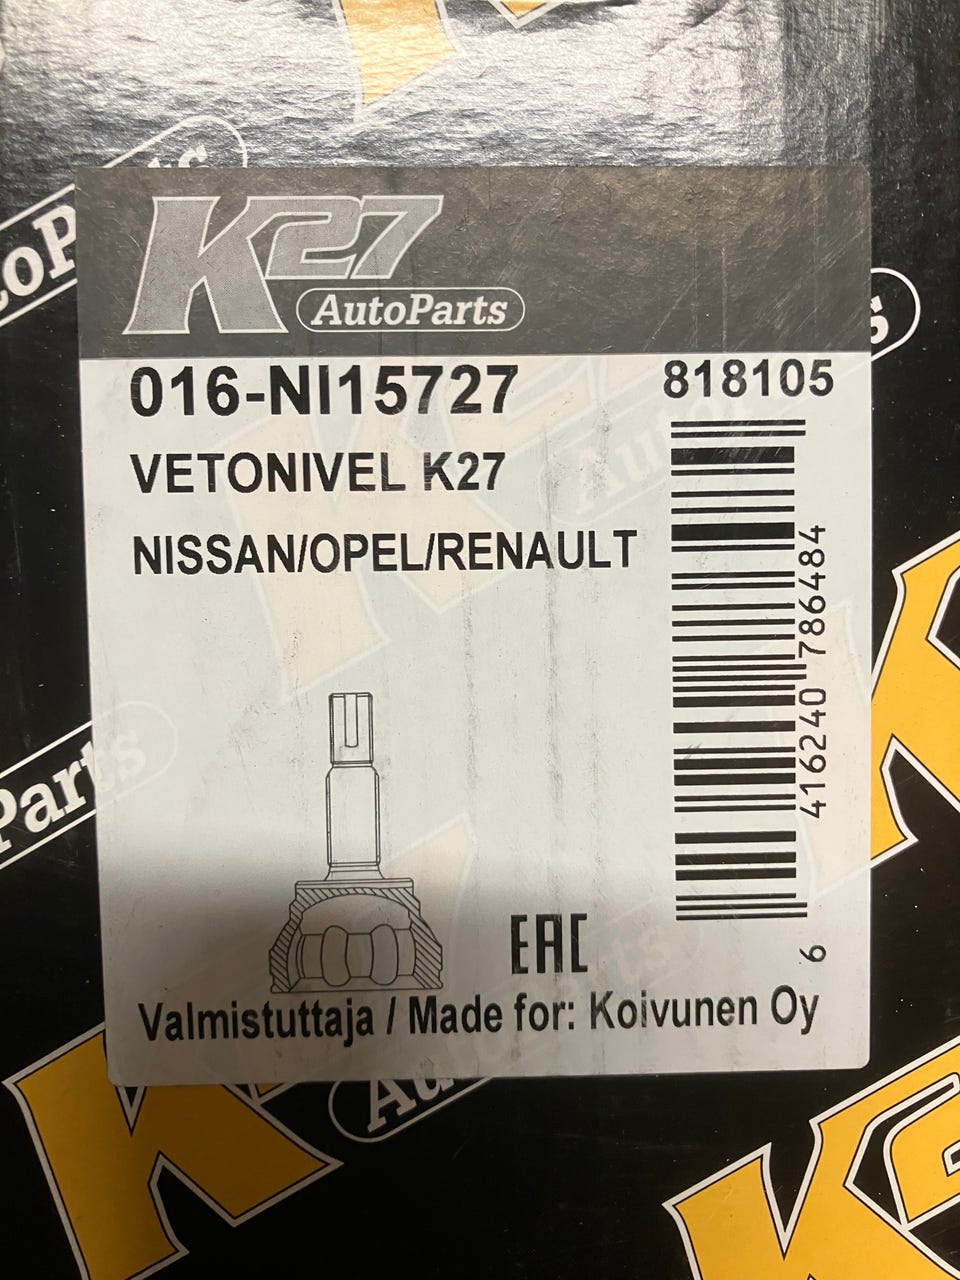 K27
AutoParts
016-NI15727
818105
VETONIVEL K27
NISSAN/OPEL/RENAULT
6 416240 786484
EAC
Valmistuttaja / Made for: Koivunen Oy